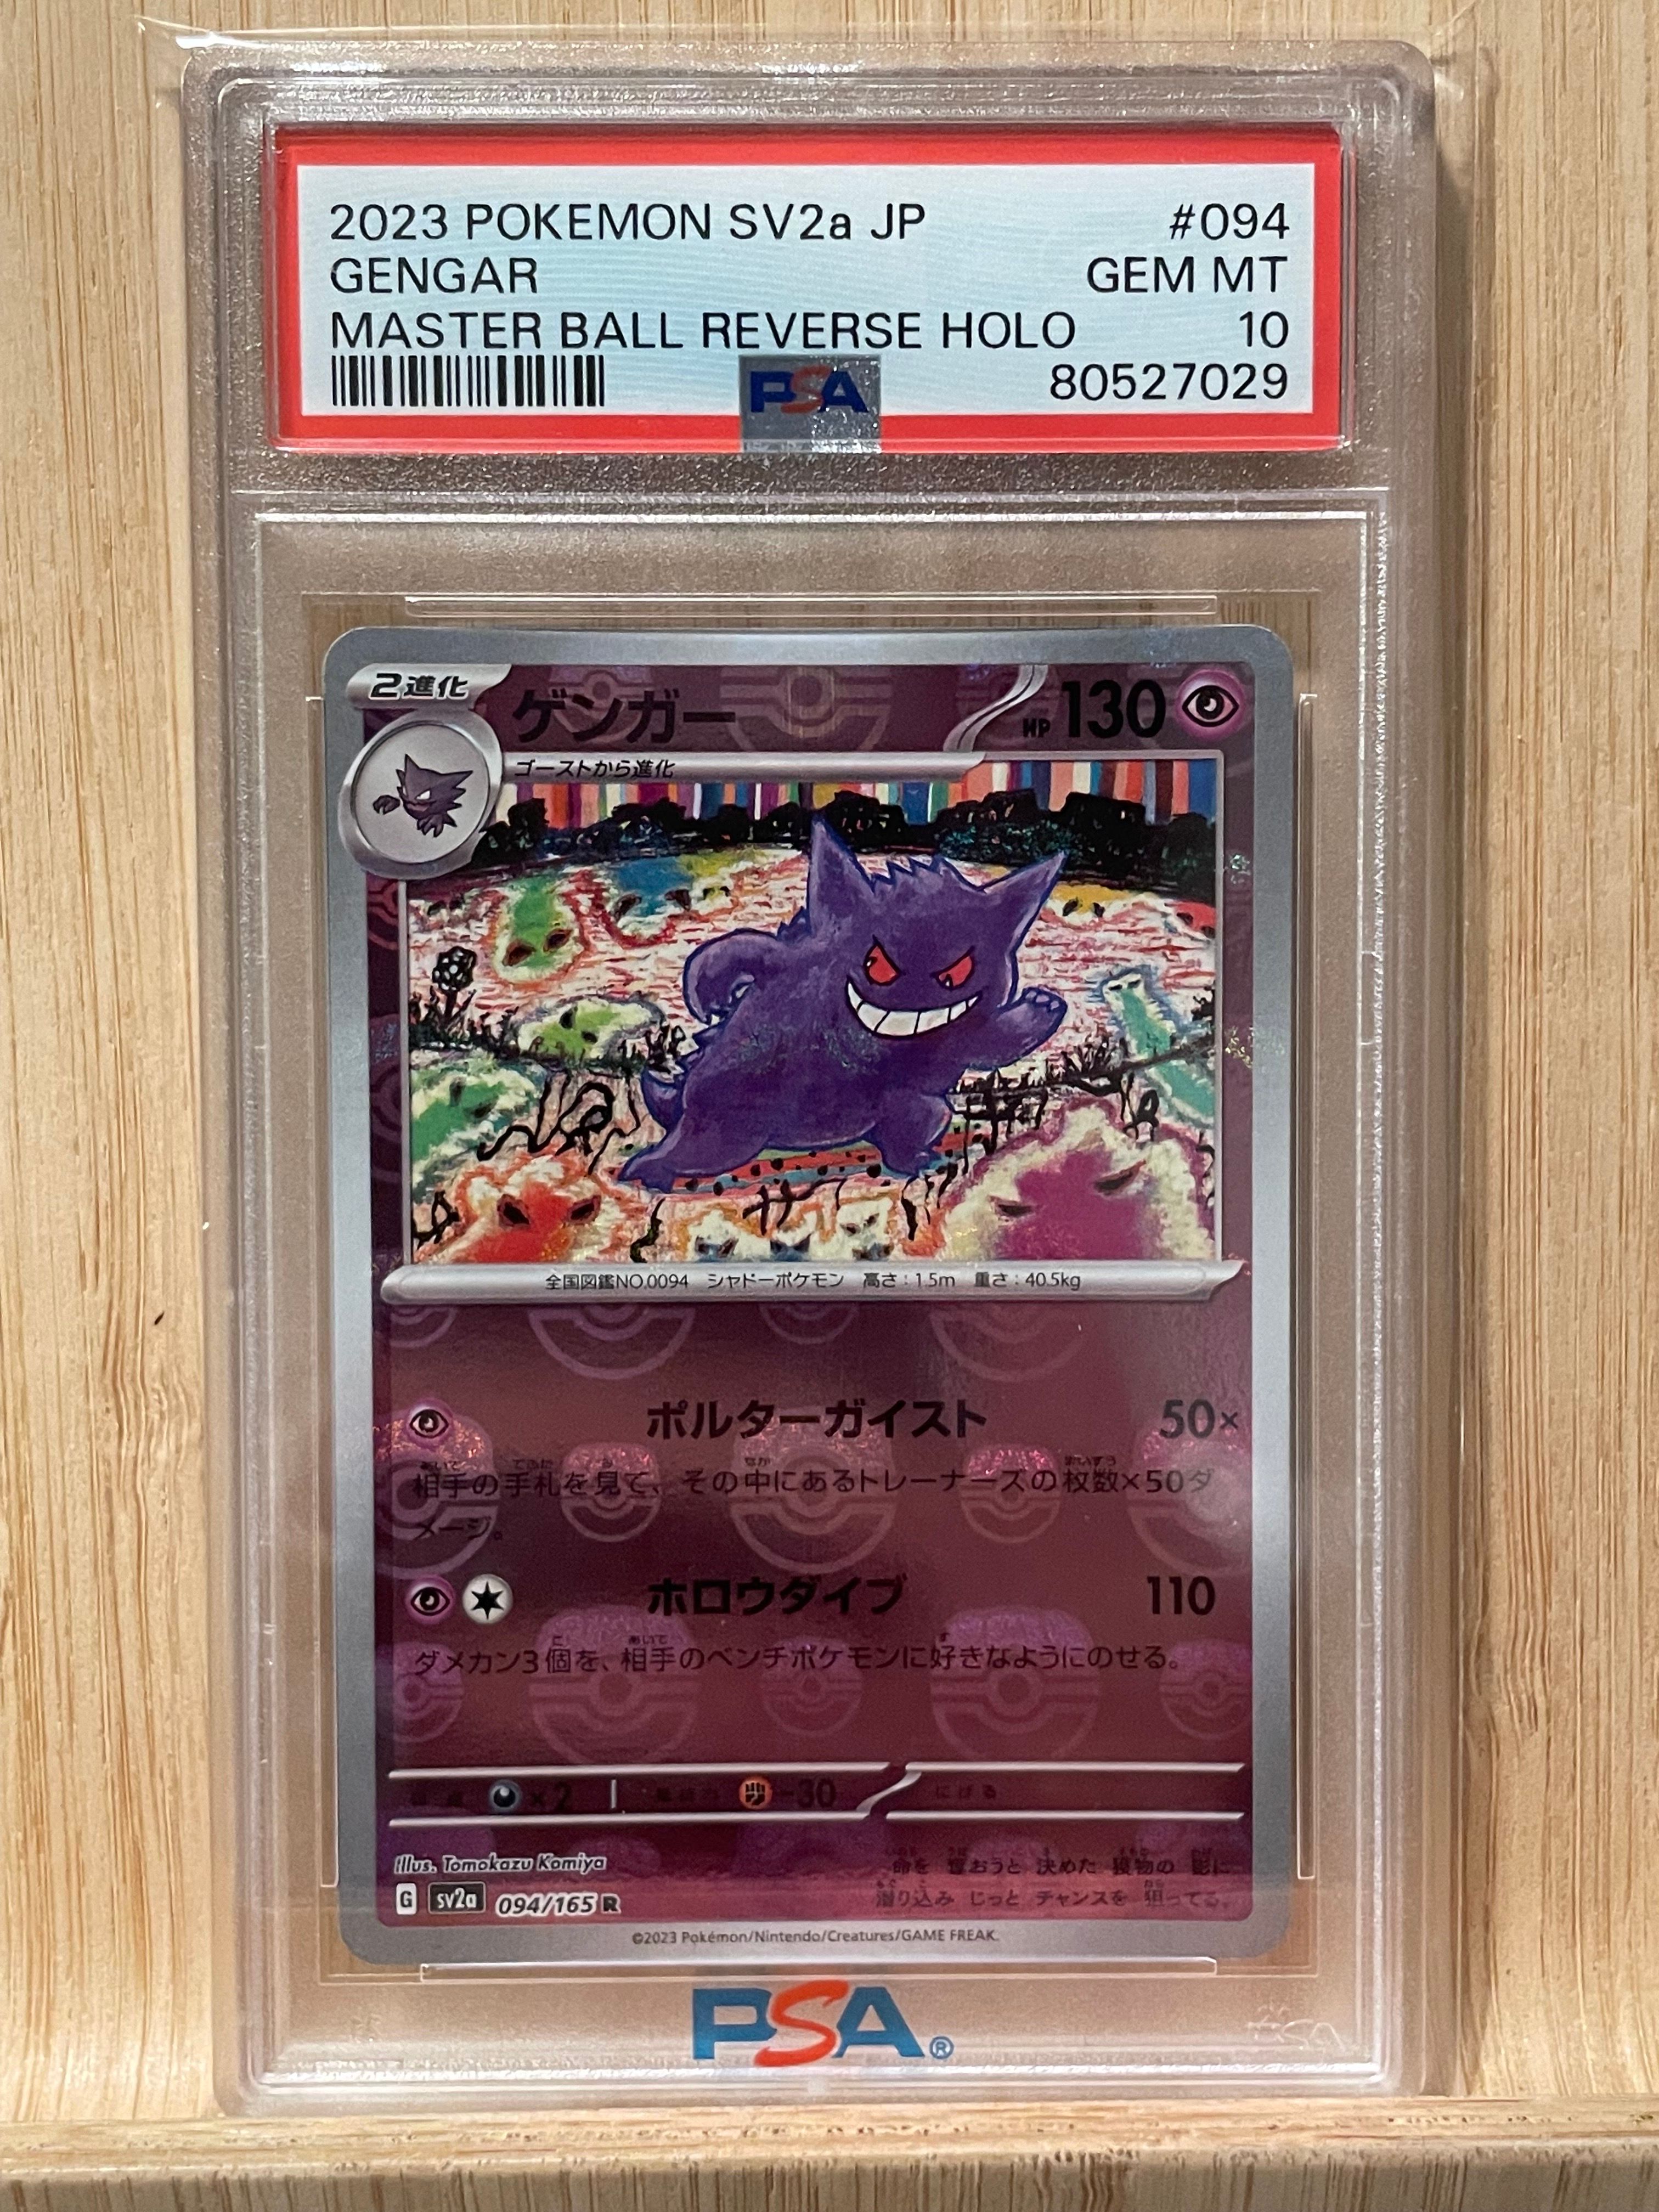 2023 POKEMON SV2a JP #094
GENGAR GEM MT
MASTER BALL REVERSE HOLO 10
PSA 80527029
2進化 ゲンガー HP 130
ゴーストから進化
全国図鑑NO.0094 シャドーポケモン 高さ:1.5m 重さ:40.5kg
ポルターガイスト 50×
相手の手札を見て、その中にあるトレーナーズの枚数×50ダ
メージ。
ホロウダイブ 110
ダメカン3個を、相手のベンチポケモンに好きなようにのせる。
×2 -30 にげる
Illus. Tomokazu Komiya
命を 奪おうと 決めた 獲物の 影に
G sv2a 094/165 R
潜り込み じっと チャンスを 狙ってる。
©2023 Pokémon/Nintendo/Creatures/GAME FREAK.
PSA®